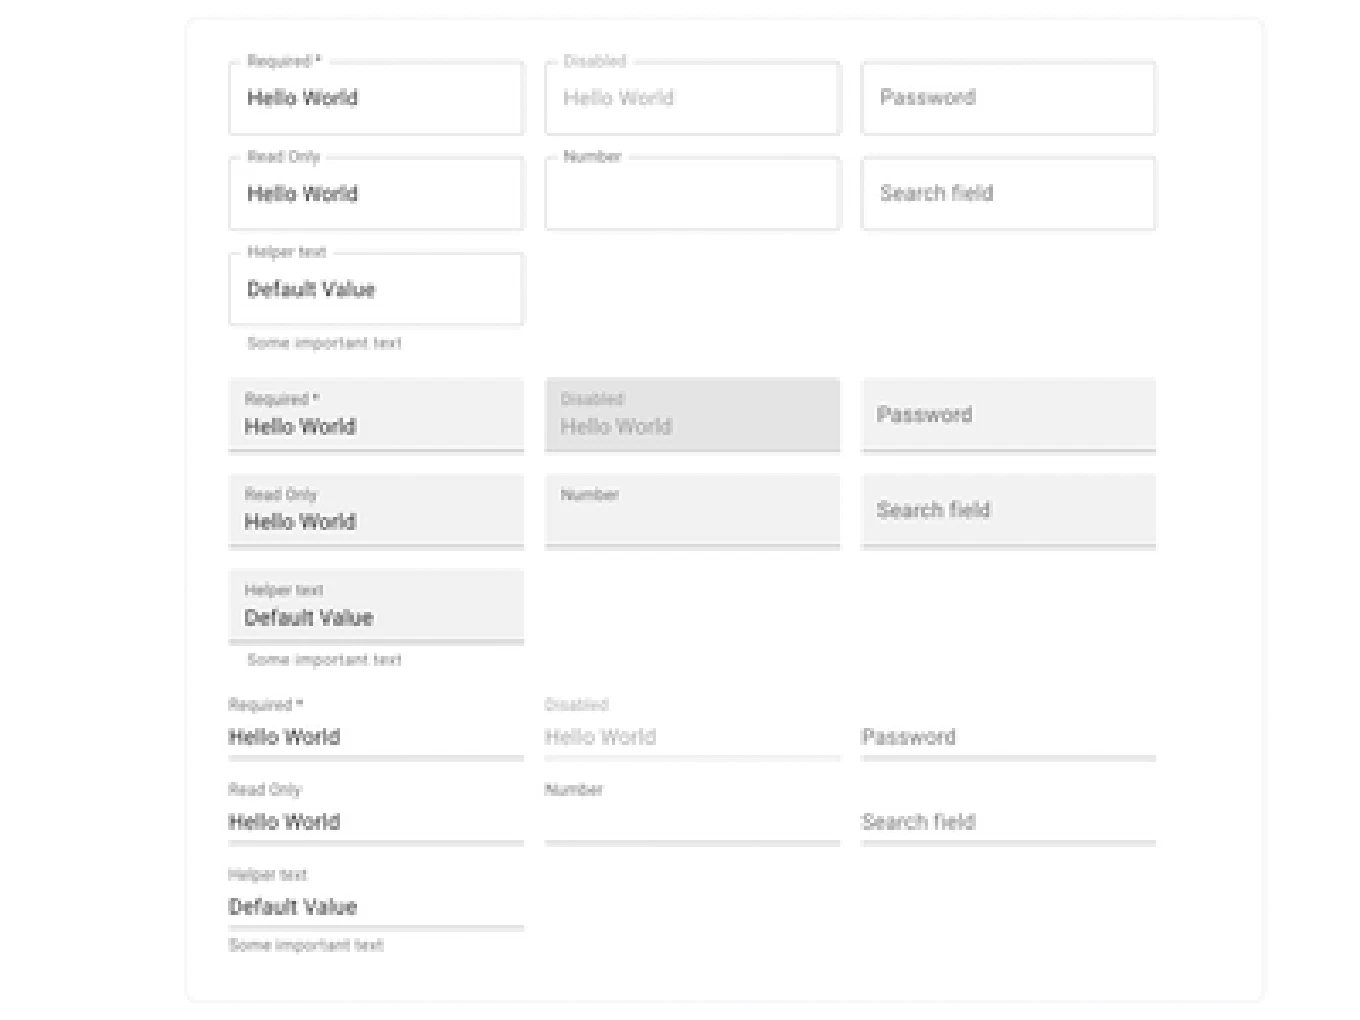 Required * Disabled
Hello World Hello World Password
Read Only Number
Hello World Search field
Helper text
Default Value
Some important text
Required * Disabled
Hello World Hello World Password
Read Only Number
Hello World Search field
Helper text
Default Value
Some important text
Required * Disabled
Hello World Hello World Password
Read Only Number
Hello World Search field
Helper text
Default Value
Some important text